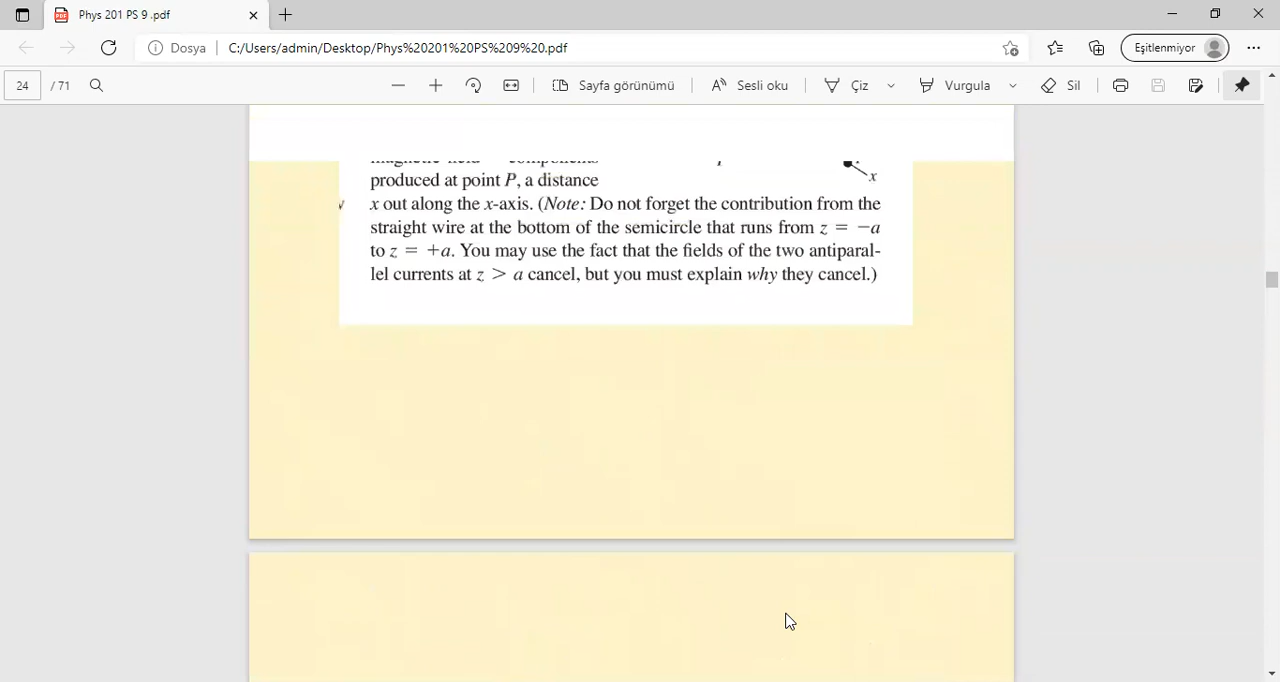 Phys 201 PS 9 .pdf
Dosya C:/Users/admin/Desktop/Phys%20201%20PS%209%20.pdf
Eşitlenmiyor
24 / 71
Sayfa görünümü
Sesli oku
Çiz
Vurgula
Sil
x
produced at point P, a distance
x out along the x-axis. (Note: Do not forget the contribution from the
straight wire at the bottom of the semicircle that runs from z = −a
to z = +a. You may use the fact that the fields of the two antiparal-
lel currents at z > a cancel, but you must explain why they cancel.)